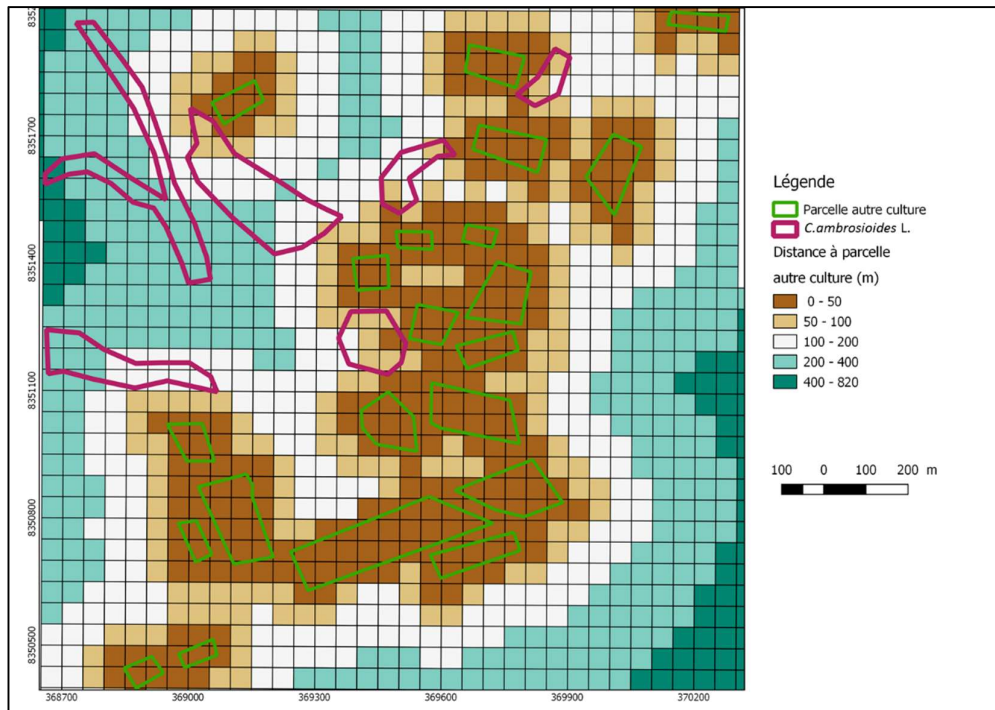 8351700
8351400
8351100
8350800
8350500
368700 369000 369300 369600 369900 370200
Légende
Parcelle autre culture
C.ambrosioides L.
Distance à parcelle
autre culture (m)
0 - 50
50 - 100
100 - 200
200 - 400
400 - 820
100 0 100 200 m